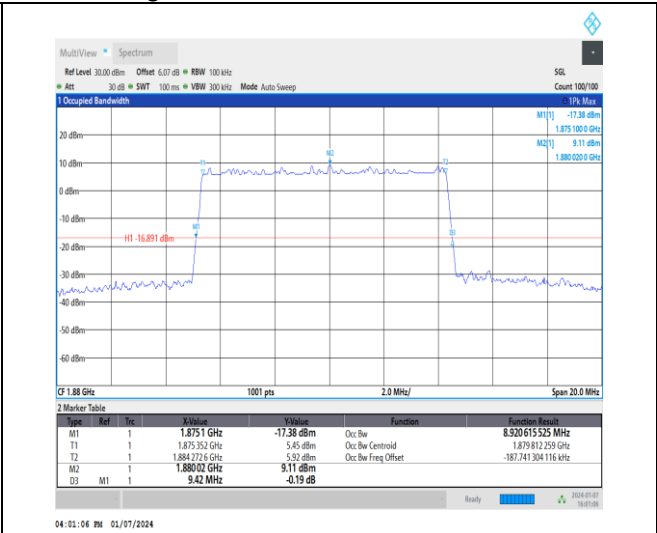 MultiView Spectrum
Ref Level 30.00 dBm Offset 6.07 dB RBW 100 kHz SGL
Att 30 dB SWT 100 ms VBW 300 kHz Mode Auto Sweep Count 100/100
1 Occupied Bandwidth 1Pk Max
M1[1] -17.38 dBm
1.875 100 0 GHz
M2[1] 9.11 dBm
1.880 020 0 GHz
20 dBm
M2
T1 T2
10 dBm
0 dBm
-10 dBm
M1
D3
H1 -16.891 dBm
-20 dBm
-30 dBm
-40 dBm
-50 dBm
-60 dBm
CF 1.88 GHz 1001 pts 2.0 MHz/ Span 20.0 MHz
2 Marker Table
Type Ref Trc X-Value Y-Value Function Function Result
M1 1 1.8751 GHz -17.38 dBm Occ Bw 8.920 615 525 MHz
T1 1 1.875 352 GHz 5.45 dBm Occ Bw Centroid 1.879 812 259 GHz
T2 1 1.884 272 6 GHz 5.92 dBm Occ Bw Freq Offset -187.741 304 116 kHz
M2 1 1.88002 GHz 9.11 dBm
D3 M1 1 9.42 MHz -0.19 dB
Ready 2024-01-07
16:01:06
04:01:06 PM 01/07/2024